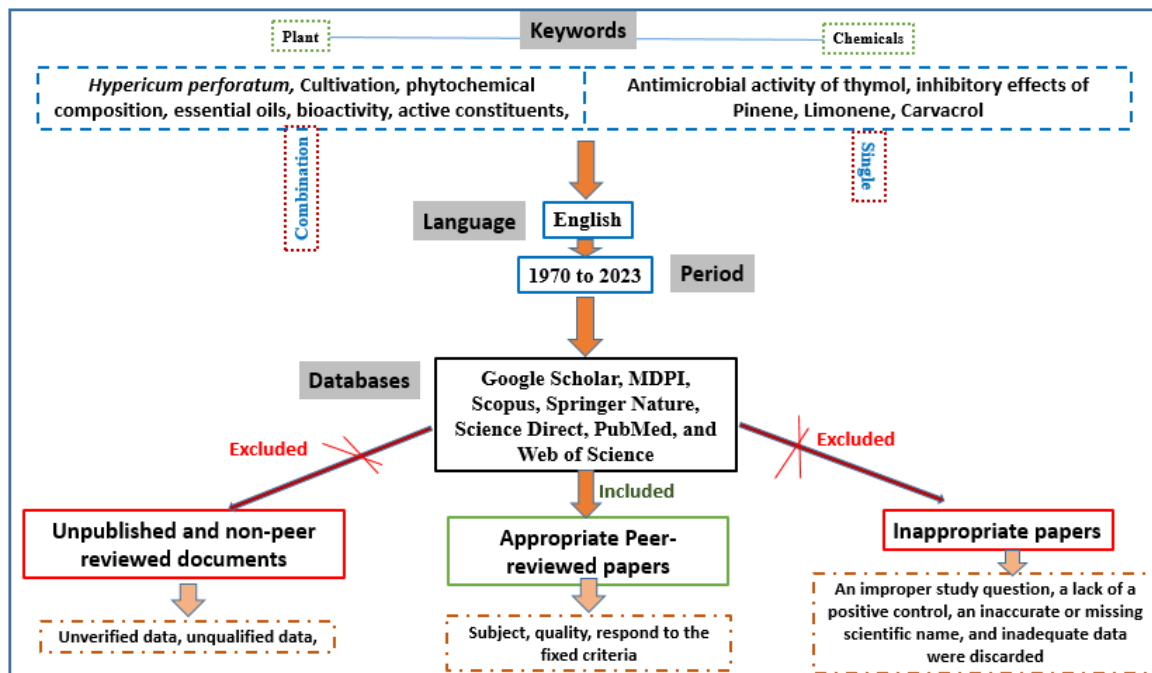 Plant
Keywords
Chemicals
Hypericum perforatum, Cultivation, phytochemical
composition, essential oils, bioactivity, active constituents,
Antimicrobial activity of thymol, inhibitory effects of
Pinene, Limonene, Carvacrol
Combination
Single
Language
English
1970 to 2023
Period
Databases
Google Scholar, MDPI,
Scopus, Springer Nature,
Science Direct, PubMed, and
Web of Science
Excluded
Excluded
Included
Unpublished and non-peer
reviewed documents
Appropriate Peer-
reviewed papers
Inappropriate papers
Unverified data, unqualified data,
Subject, quality, respond to the
fixed criteria
An improper study question, a lack of a
positive control, an inaccurate or missing
scientific name, and inadequate data
were discarded